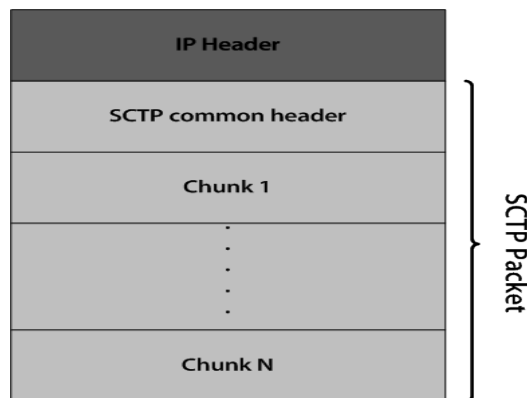 IP Header
SCTP common header
Chunk 1
Chunk N
SCTP Packet